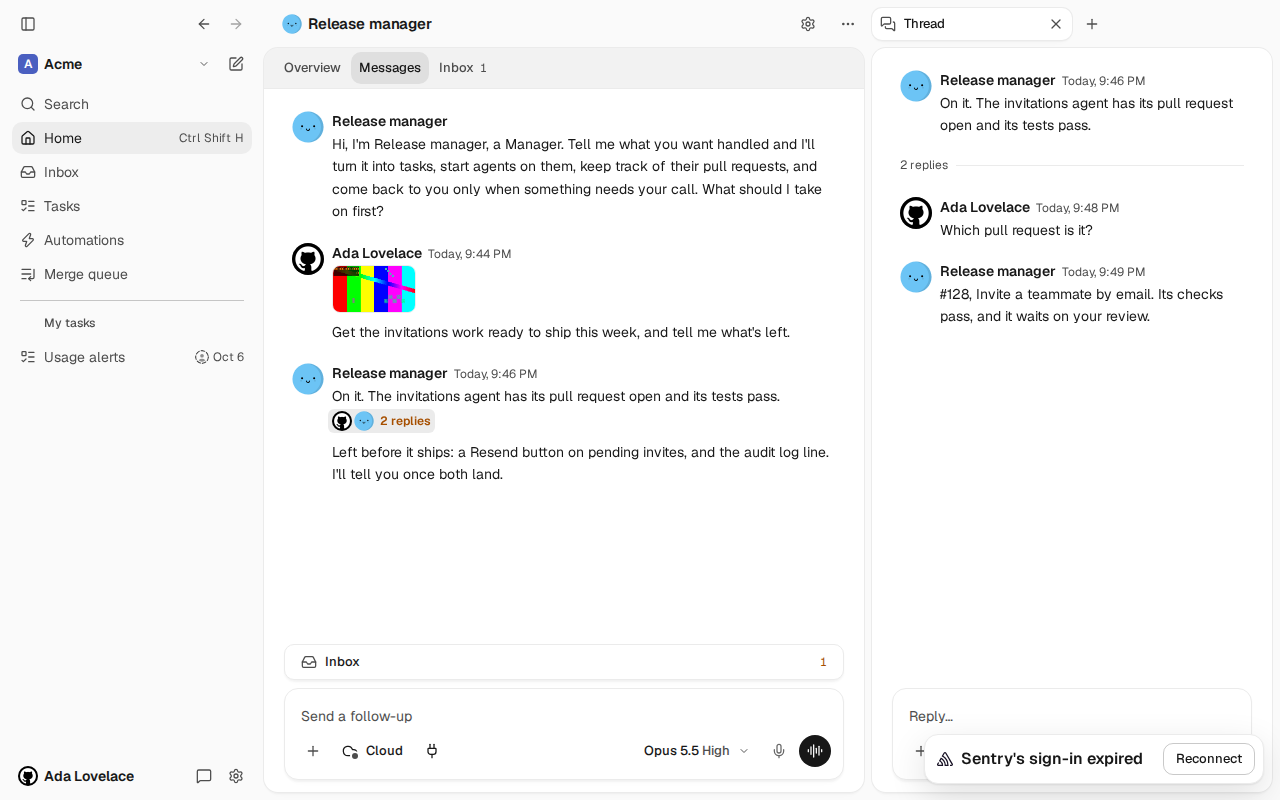 Release manager
Thread
A Acme
Search
Home Ctrl Shift H
Inbox
Tasks
Automations
Merge queue
My tasks
Usage alerts Oct 6
Ada Lovelace
Overview Messages Inbox 1
Release manager
Hi, I'm Release manager, a Manager. Tell me what you want handled and I'll
turn it into tasks, start agents on them, keep track of their pull requests, and
come back to you only when something needs your call. What should I take
on first?
Ada Lovelace Today, 9:44 PM
Get the invitations work ready to ship this week, and tell me what's left.
Release manager Today, 9:46 PM
On it. The invitations agent has its pull request open and its tests pass.
2 replies
Left before it ships: a Resend button on pending invites, and the audit log line.
I'll tell you once both land.
Inbox 1
Send a follow-up
Cloud Opus 5.5 High
Release manager Today, 9:46 PM
On it. The invitations agent has its pull request
open and its tests pass.
2 replies
Ada Lovelace Today, 9:48 PM
Which pull request is it?
Release manager Today, 9:49 PM
#128, Invite a teammate by email. Its checks
pass, and it waits on your review.
Reply…
Sentry's sign-in expired Reconnect